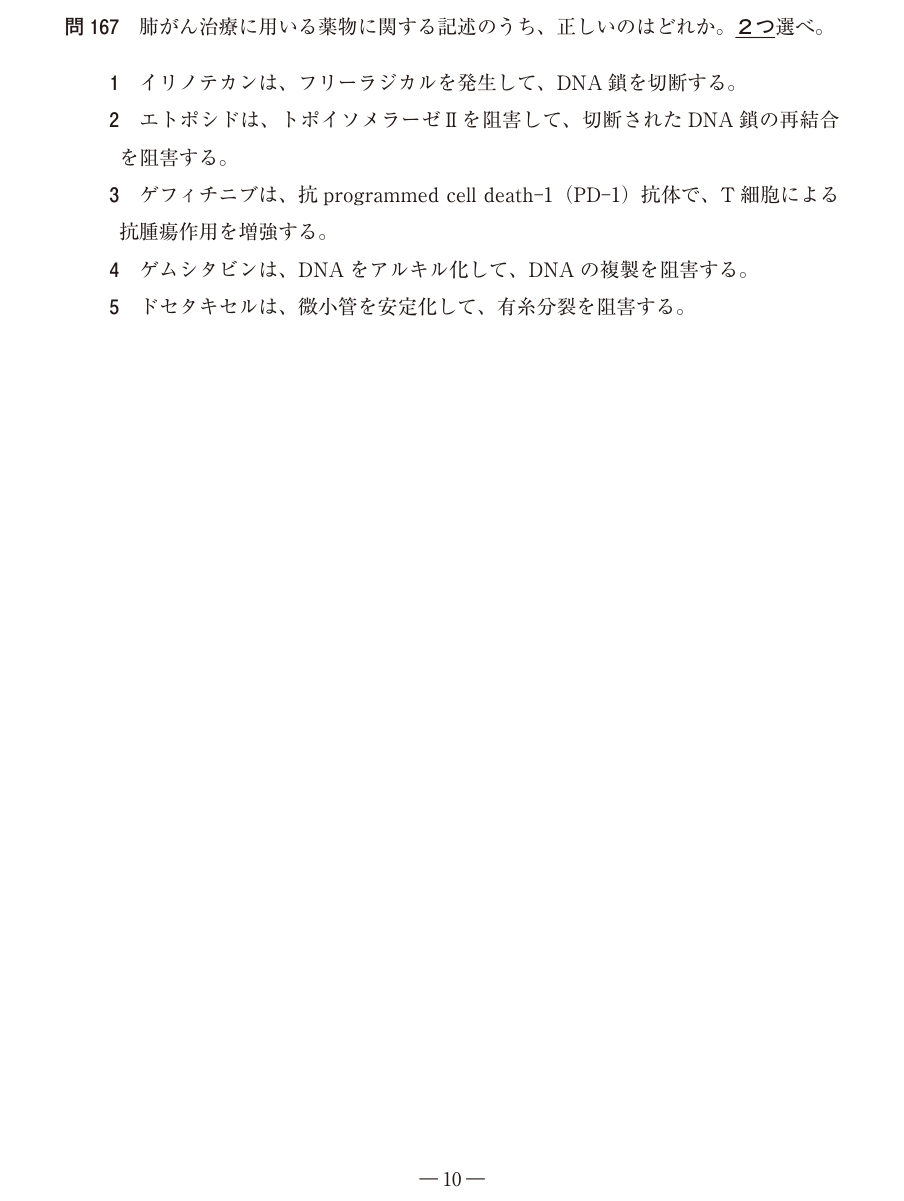 問 167　肺がん治療に用いる薬物に関する記述のうち、正しいのはどれか。２つ選べ。
1　イリノテカンは、フリーラジカルを発生して、DNA 鎖を切断する。
2　エトポシドは、トポイソメラーゼⅡを阻害して、切断された DNA 鎖の再結合
を阻害する。
3　ゲフィチニブは、抗 programmed cell death-1（PD-1）抗体で、T 細胞による
抗腫瘍作用を増強する。
4　ゲムシタビンは、DNA をアルキル化して、DNA の複製を阻害する。
5　ドセタキセルは、微小管を安定化して、有糸分裂を阻害する。
― 10 ―